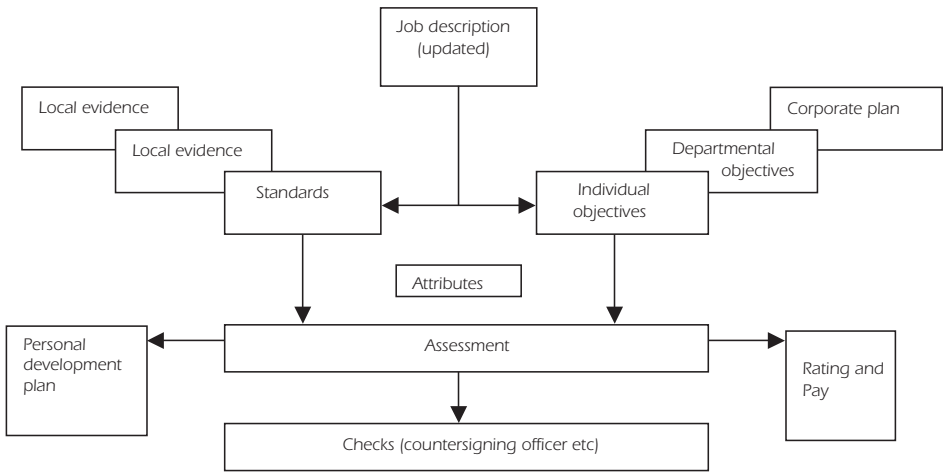 Job description
(updated)
Local evidence
Corporate plan
Local evidence
Departmental
objectives
Standards
Individual
objectives
Attributes
Personal
development
plan
Assessment
Rating and
Pay
Checks (countersigning officer etc)